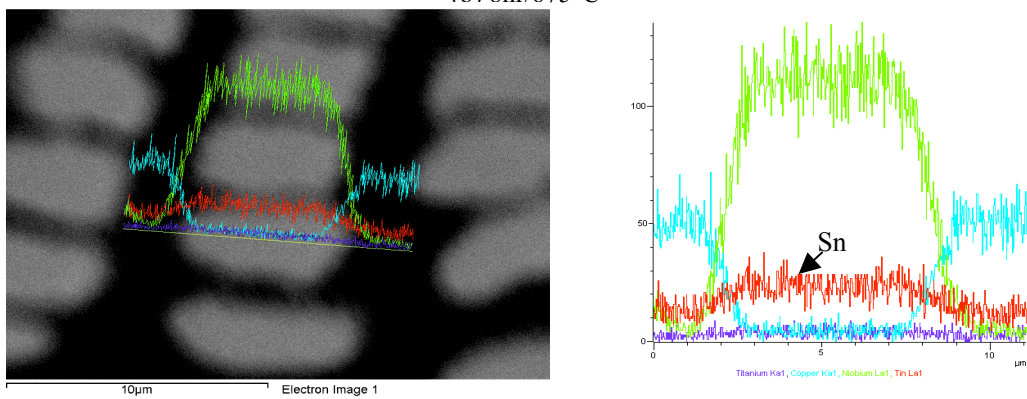 100
50
0
Sn
0
5
10
µm
Titanium Ka1, Copper Ka1, Niobium La1, Tin La1
10µm
Electron Image 1